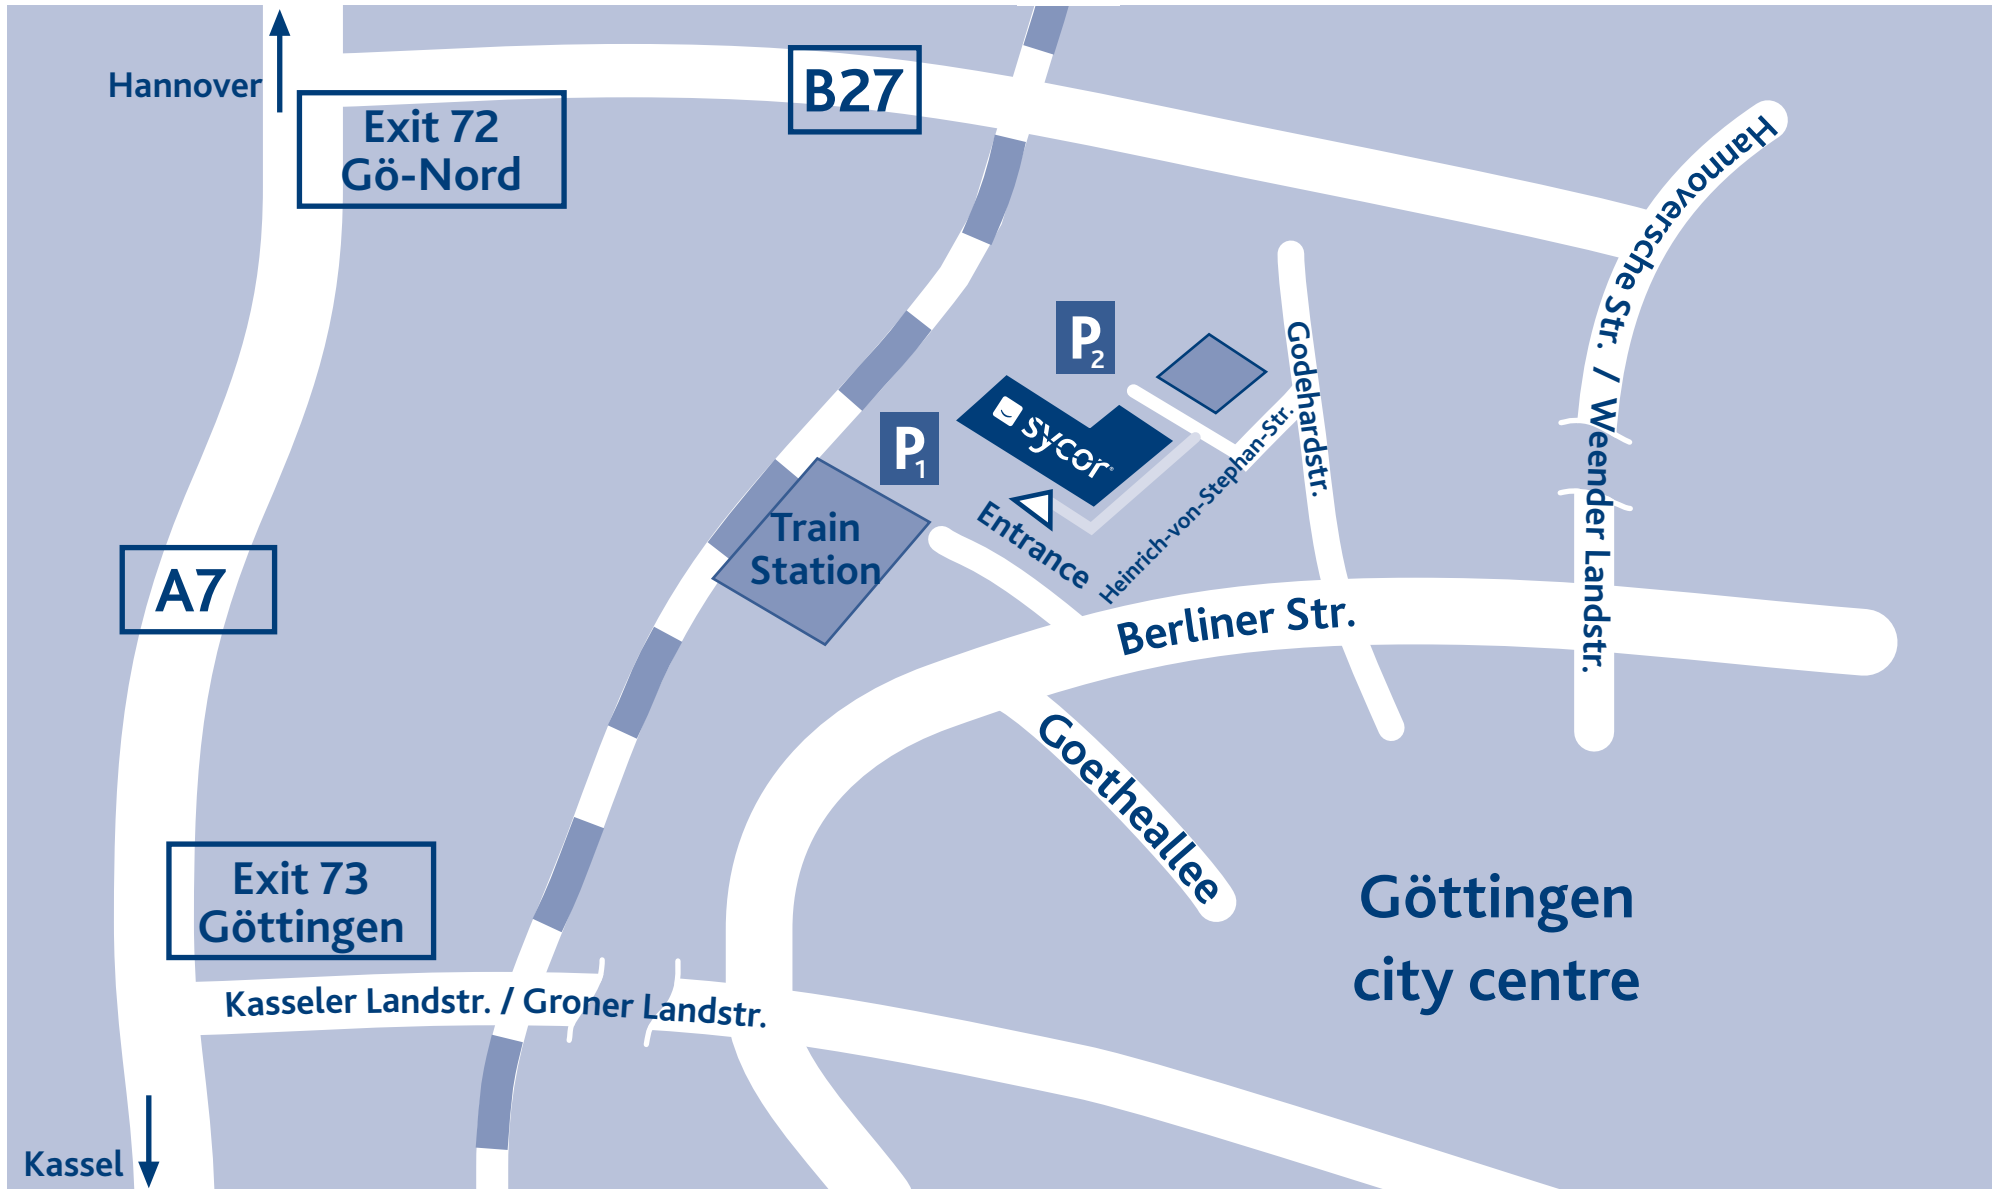 Hannover
B27
Exit 72
Gö-Nord
Hannoversche Str. / Weender Landstr.
P2
Godehardstr.
P1
sycor
Heinrich-von-Stephan-Str.
Entrance
Train
Station
A7
Berliner Str.
Goetheallee
Exit 73
Göttingen
Göttingen
city centre
Kasseler Landstr. / Groner Landstr.
Kassel